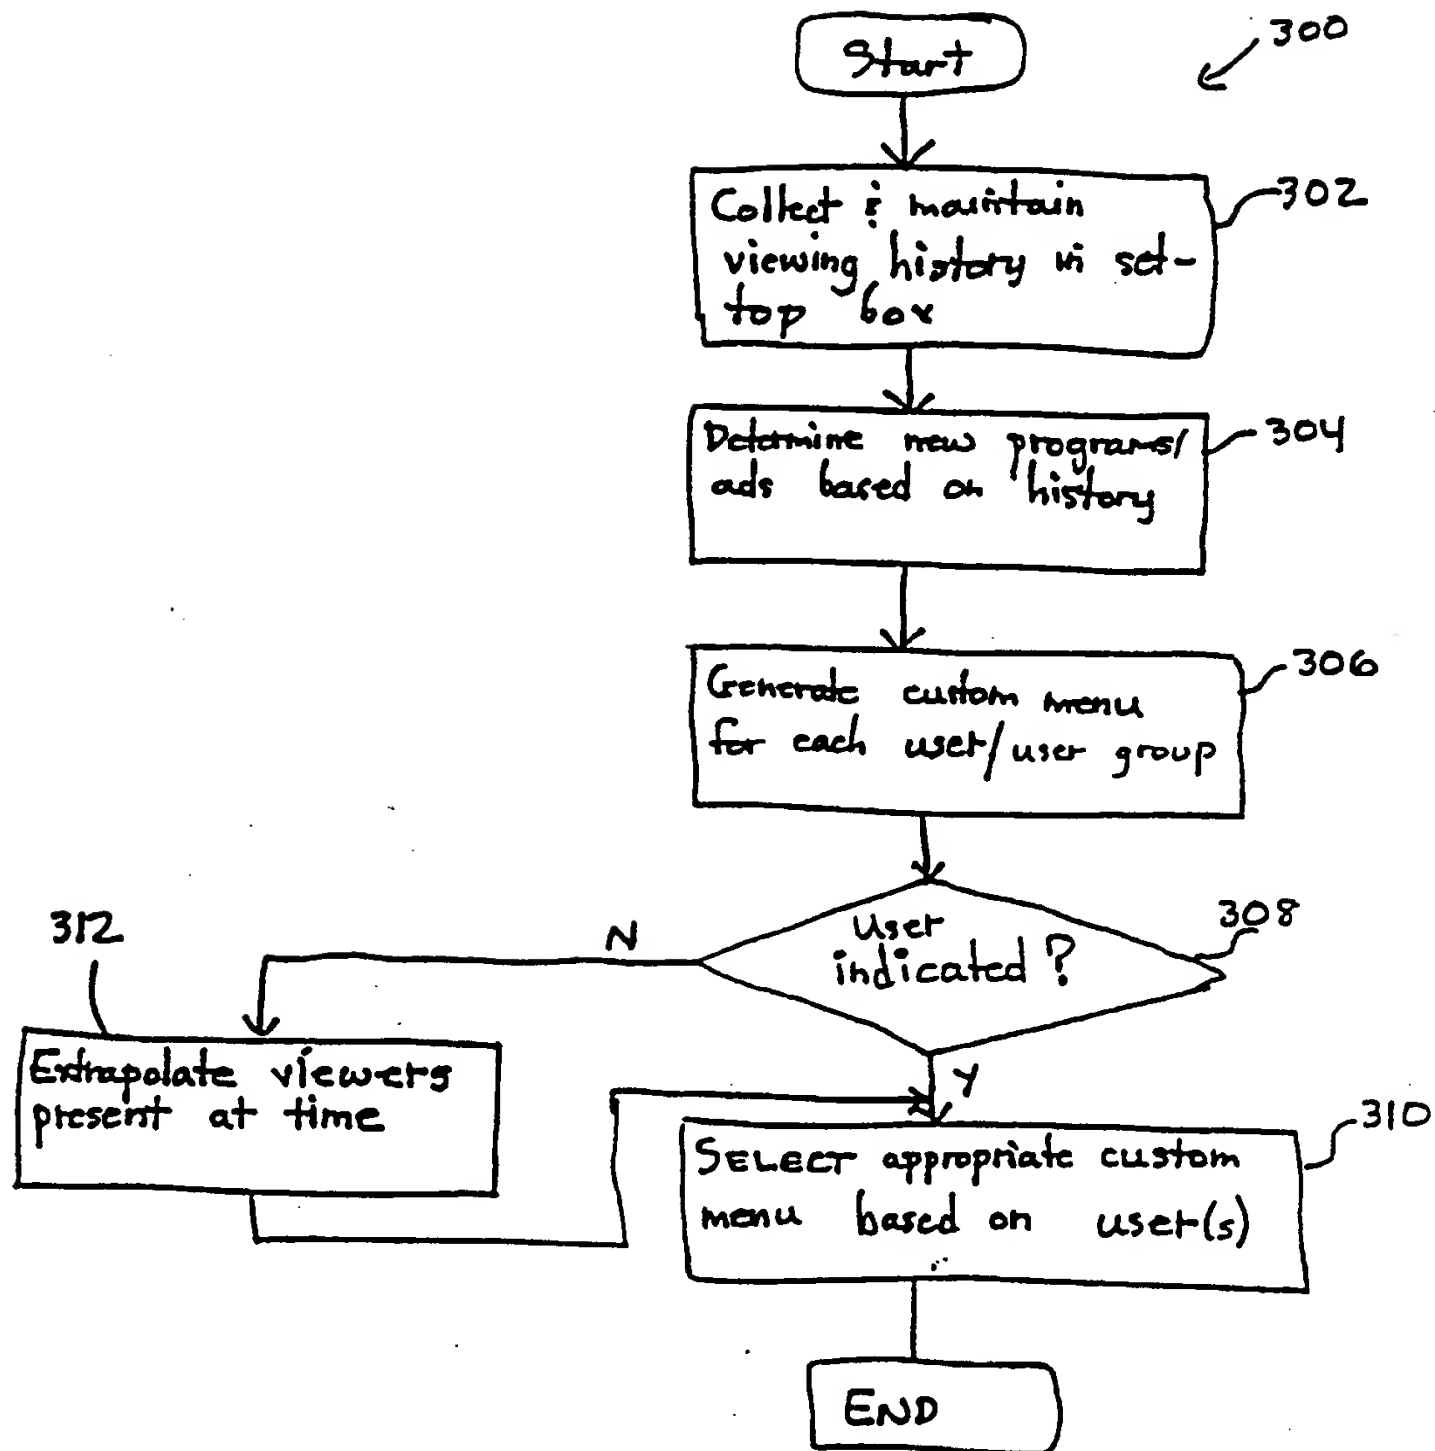 Start
300
Collect & maintain
viewing history in set-
top box
302
Determine new programs/
ads based on history
304
Generate custom menu
for each user/user group
306
User
indicated?
308
N
312
Extrapolate viewers
present at time
Y
SELECT appropriate custom
menu based on user(s)
310
END